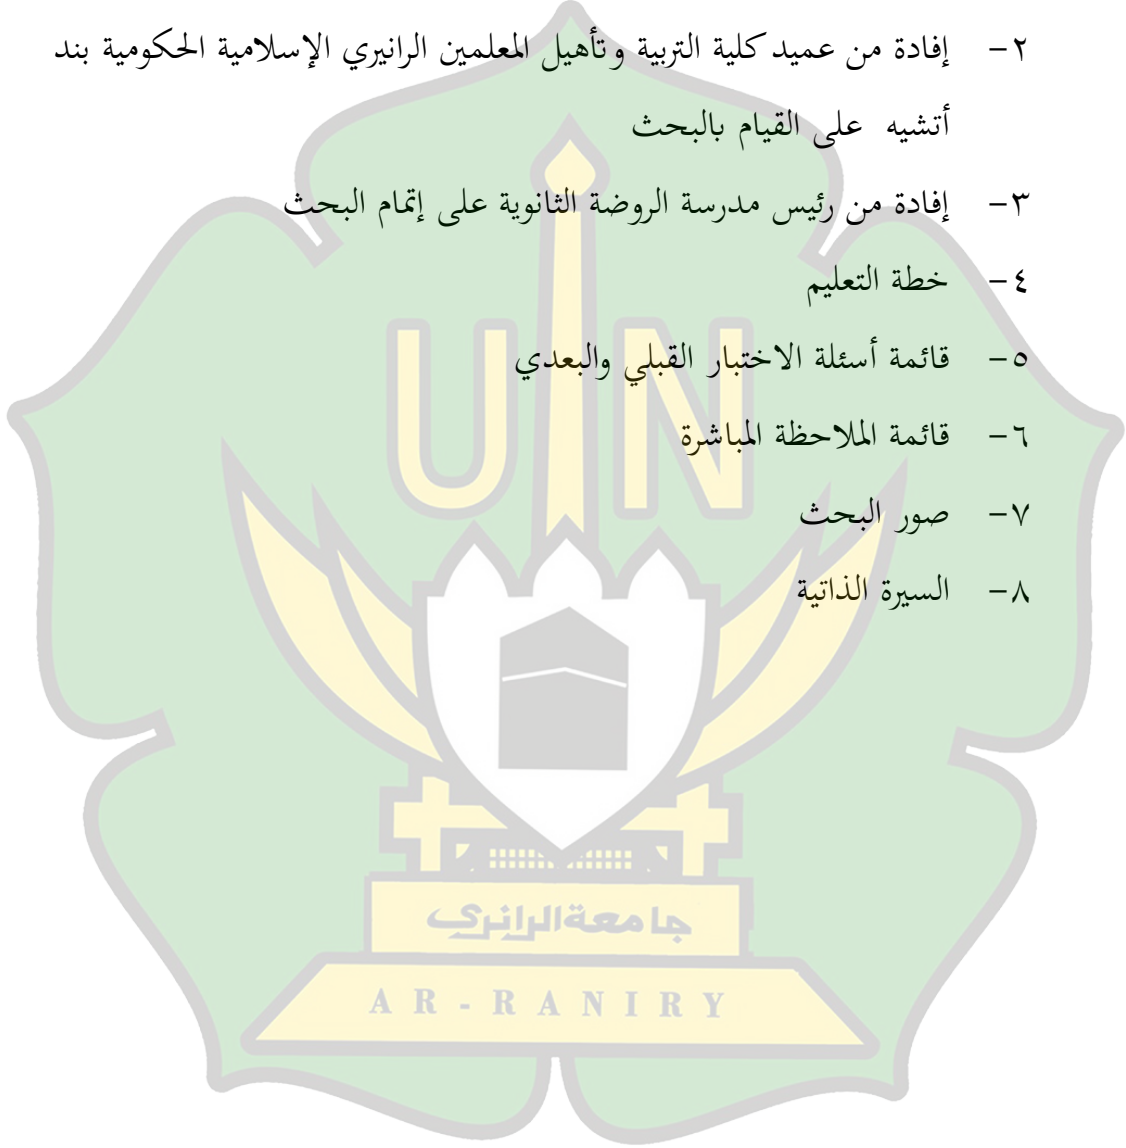 ٢- إفادة من عميد كلية التربية وتأهيل المعلمين الرانيري الإسلامية الحكومية بند
أتشيه على القيام بالبحث
٣- إفادة من رئيس مدرسة الروضة الثانوية على إتمام البحث
٤- خطة التعليم
٥- قائمة أسئلة الاختبار القبلي والبعدي
٦- قائمة الملاحظة المباشرة
٧- صور البحث
٨- السيرة الذاتية
UIN
جامعة الرانري
AR-RANIRY